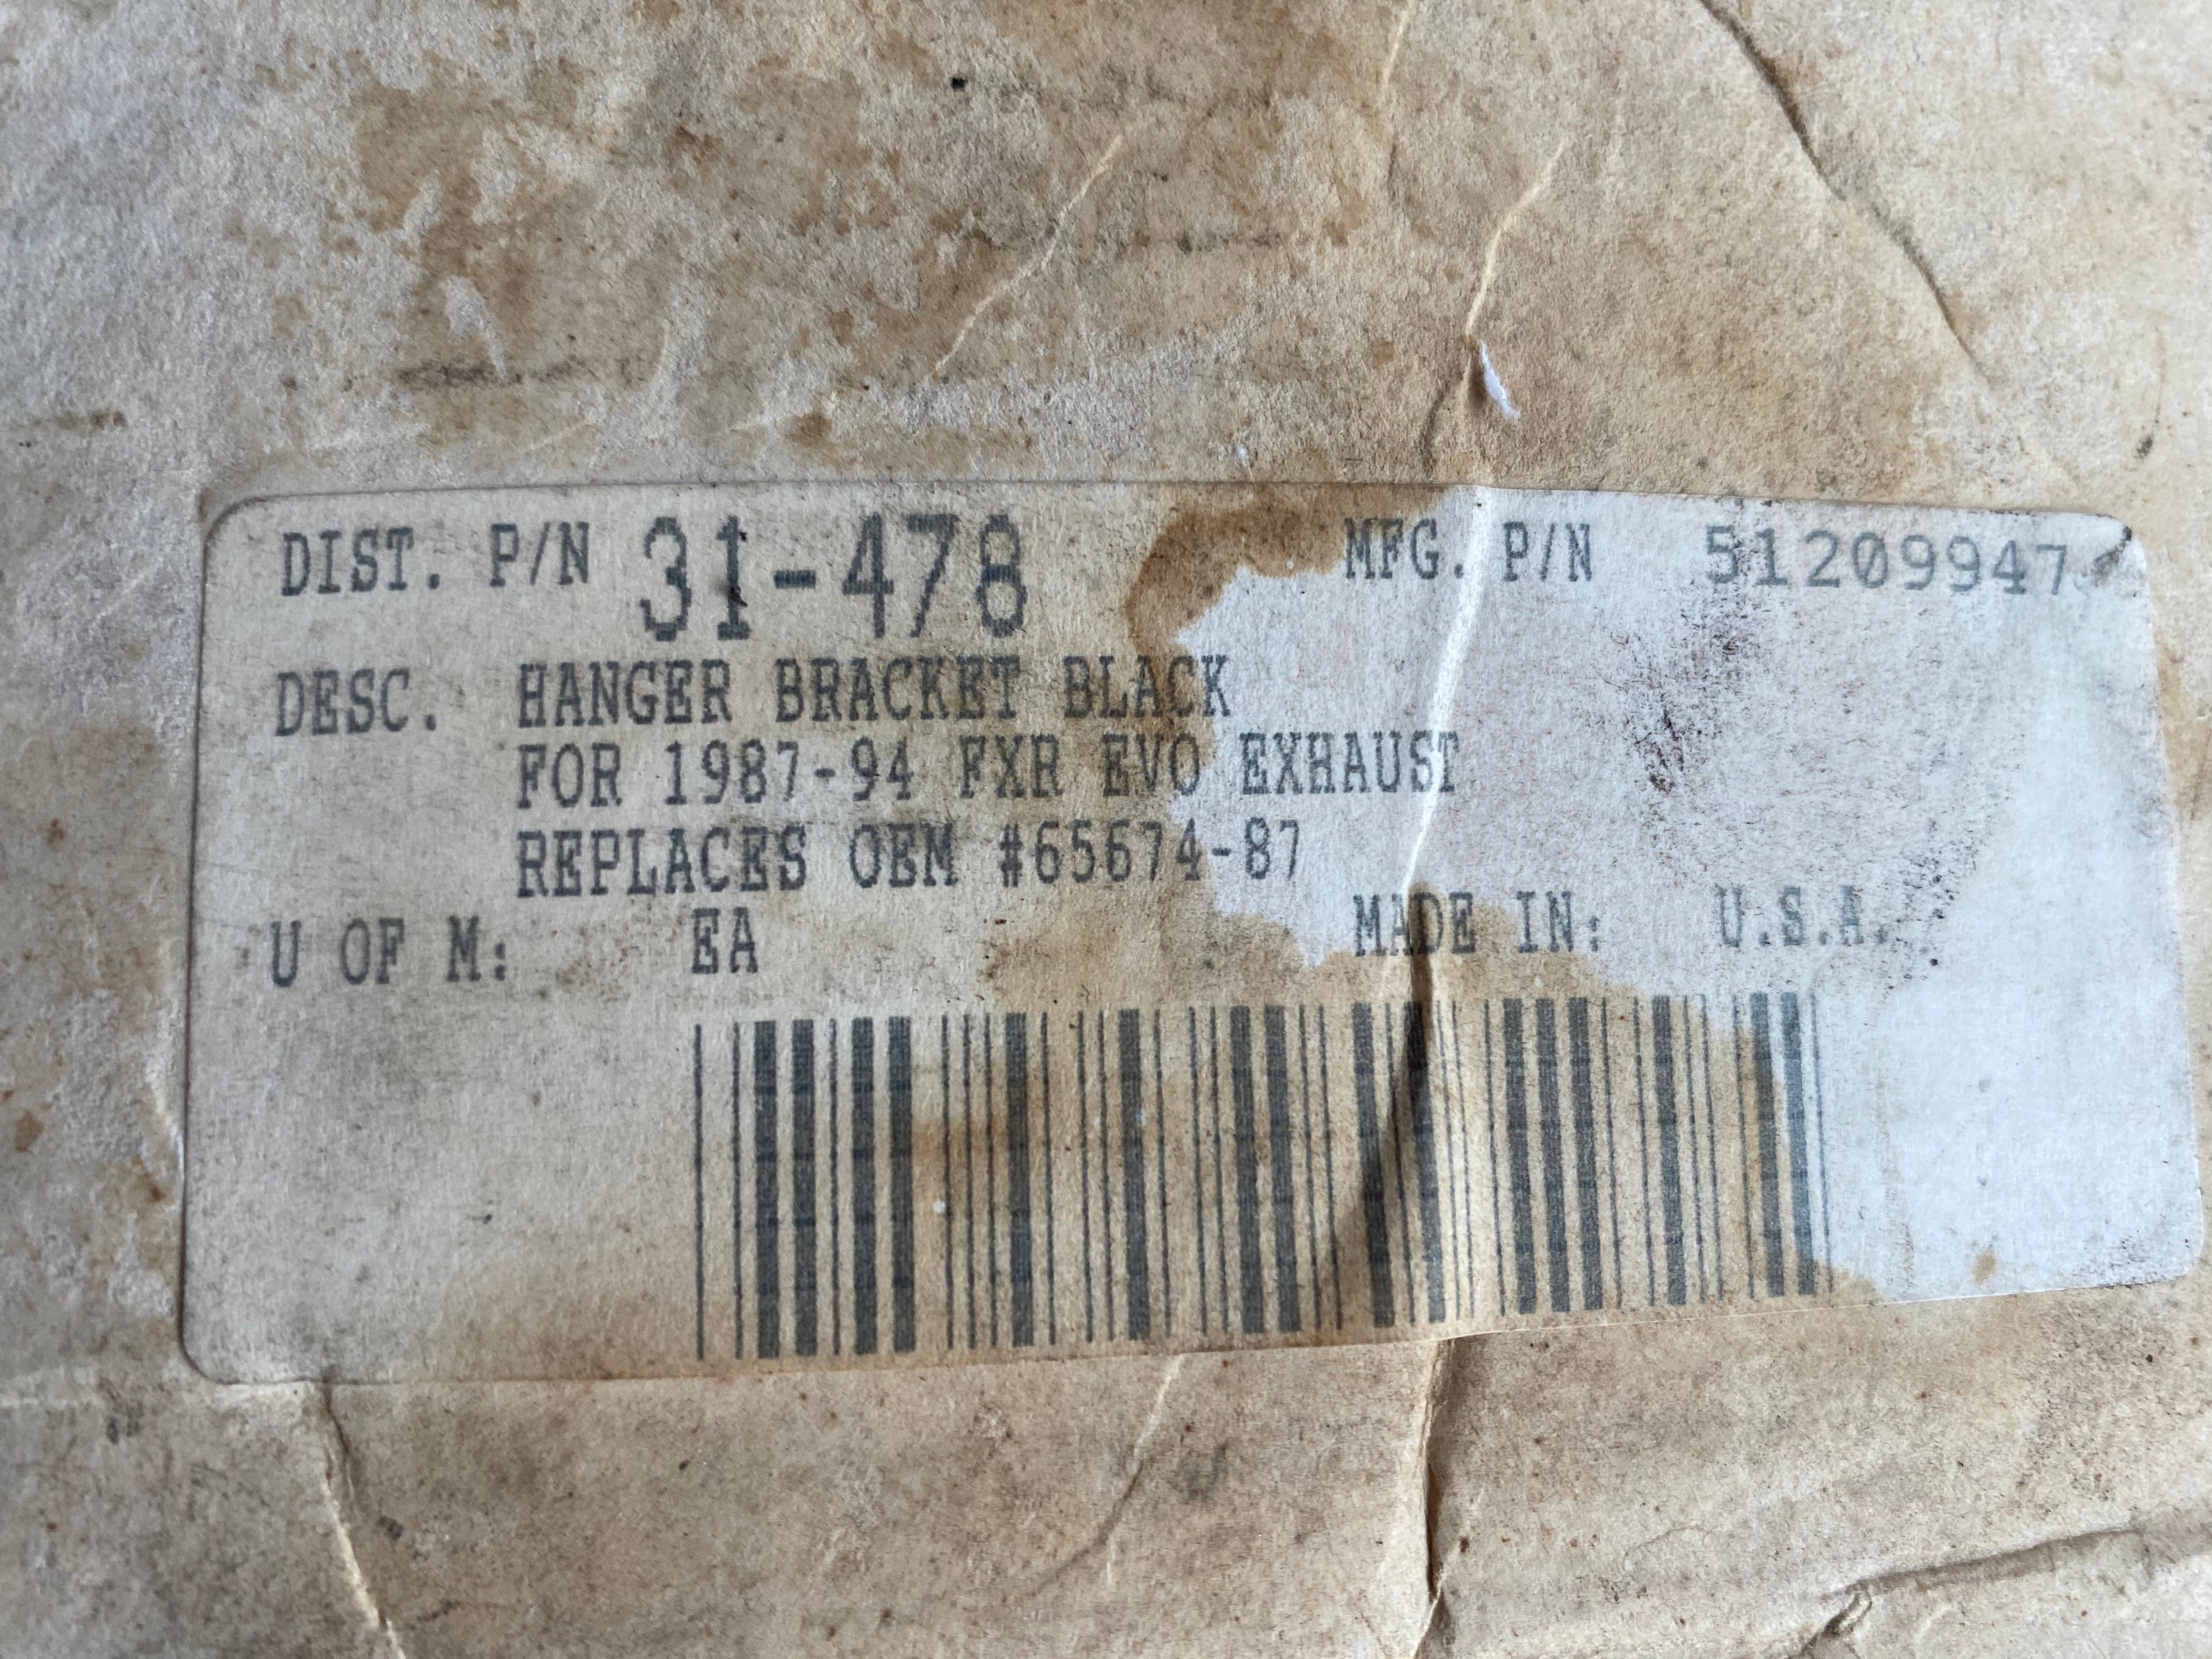 DIST. P/N 31-478 MFG. P/N 51209947
DESC. HANGER BRACKET BLACK
FOR 1987-94 FXR EVO EXHAUST
REPLACES OEM #65674-87
U OF M: EA MADE IN: U.S.A.